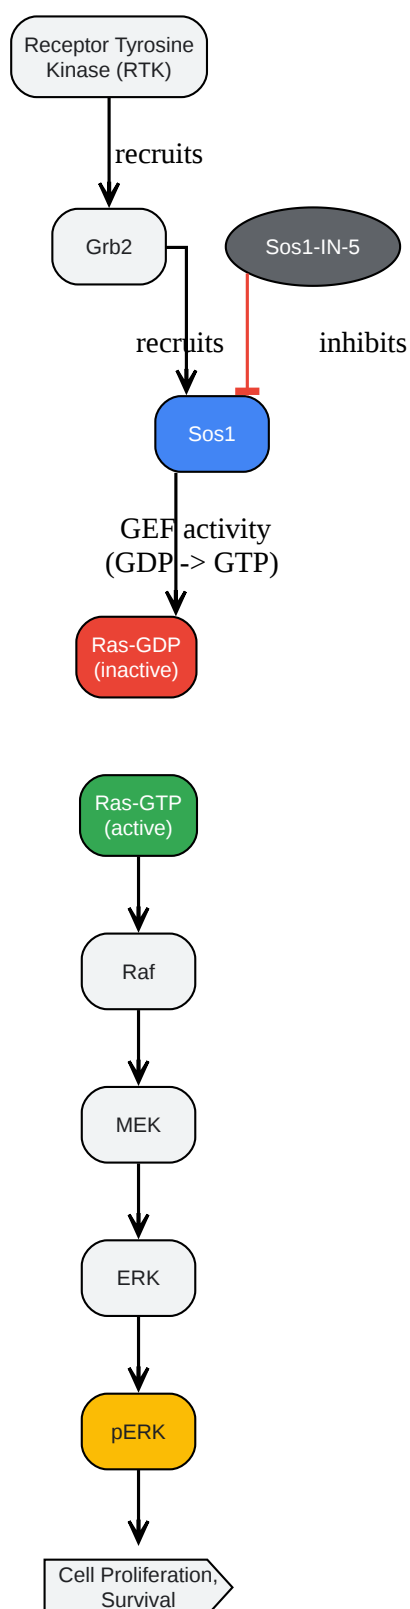 Receptor Tyrosine
Kinase (RTK)
recruits
Grb2
Sos1-IN-5
recruits
inhibits
Sos1
GEF activity
(GDP -> GTP)
Ras-GDP
(inactive)
Ras-GTP
(active)
Raf
MEK
ERK
pERK
Cell Proliferation,
Survival